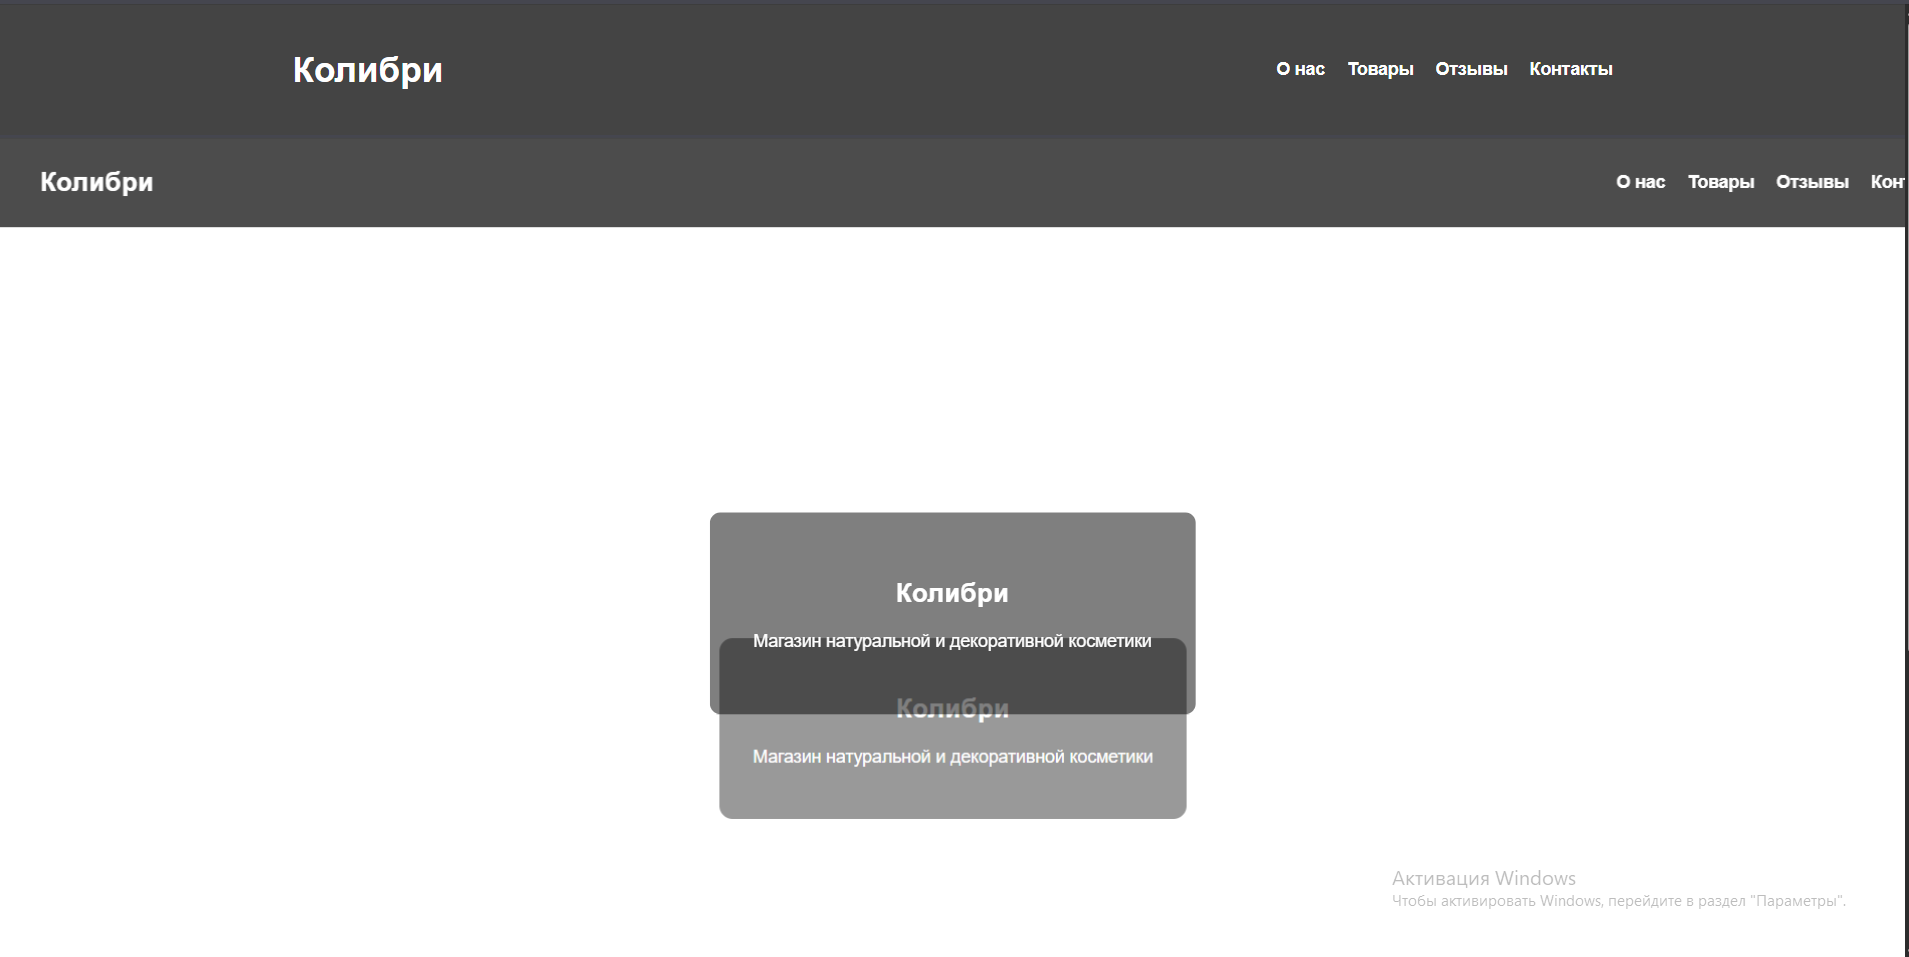 Колибри О нас Товары Отзывы Контакты
Колибри О нас Товары Отзывы Кон
Колибри
Магазин натуральной и декоративной косметики
Колибри
Магазин натуральной и декоративной косметики
Активация Windows
Чтобы активировать Windows, перейдите в раздел "Параметры".